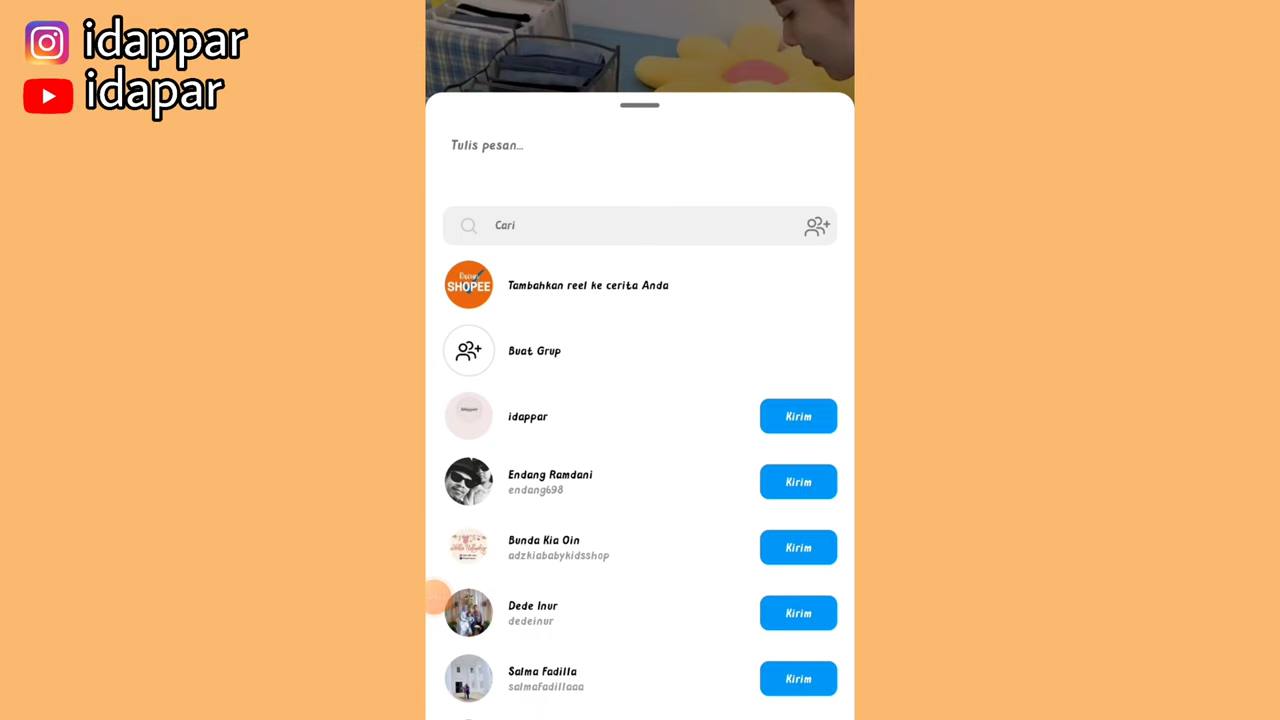 idappar
idapar
Tulis pesan...
Cari
Racun
SHOPEE
Tambahkan reel ke cerita Anda
Buat Grup
idappar
Kirim
Endang Ramdani
endang698
Kirim
Bunda Kia Oin
adzkiababykidsshop
Kirim
Dede Inur
dedeinur
Kirim
Salma Fadilla
salmafadillaaa
Kirim